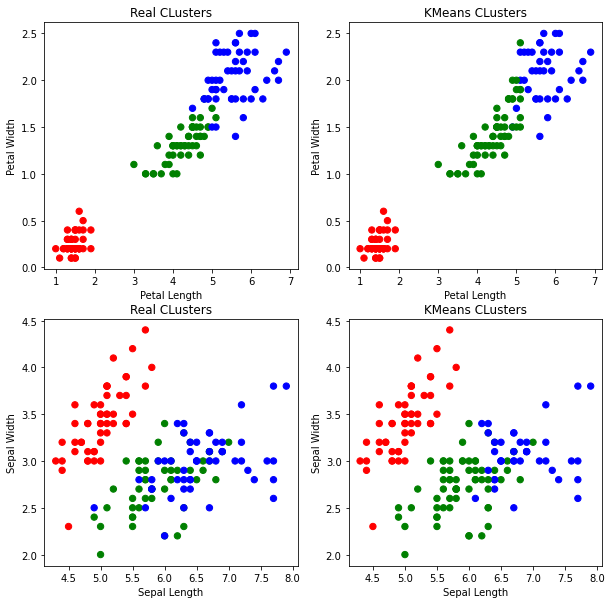 Real CLusters
KMeans CLusters
2.5
2.0
1.5
1.0
0.5
0.0
Petal Width
1 2 3 4 5 6 7
Petal Length
2.5
2.0
1.5
1.0
0.5
0.0
Petal Width
1 2 3 4 5 6 7
Petal Length
Real CLusters
KMeans CLusters
4.5
4.0
3.5
3.0
2.5
2.0
Sepal Width
4.5 5.0 5.5 6.0 6.5 7.0 7.5 8.0
Sepal Length
4.5
4.0
3.5
3.0
2.5
2.0
Sepal Width
4.5 5.0 5.5 6.0 6.5 7.0 7.5 8.0
Sepal Length